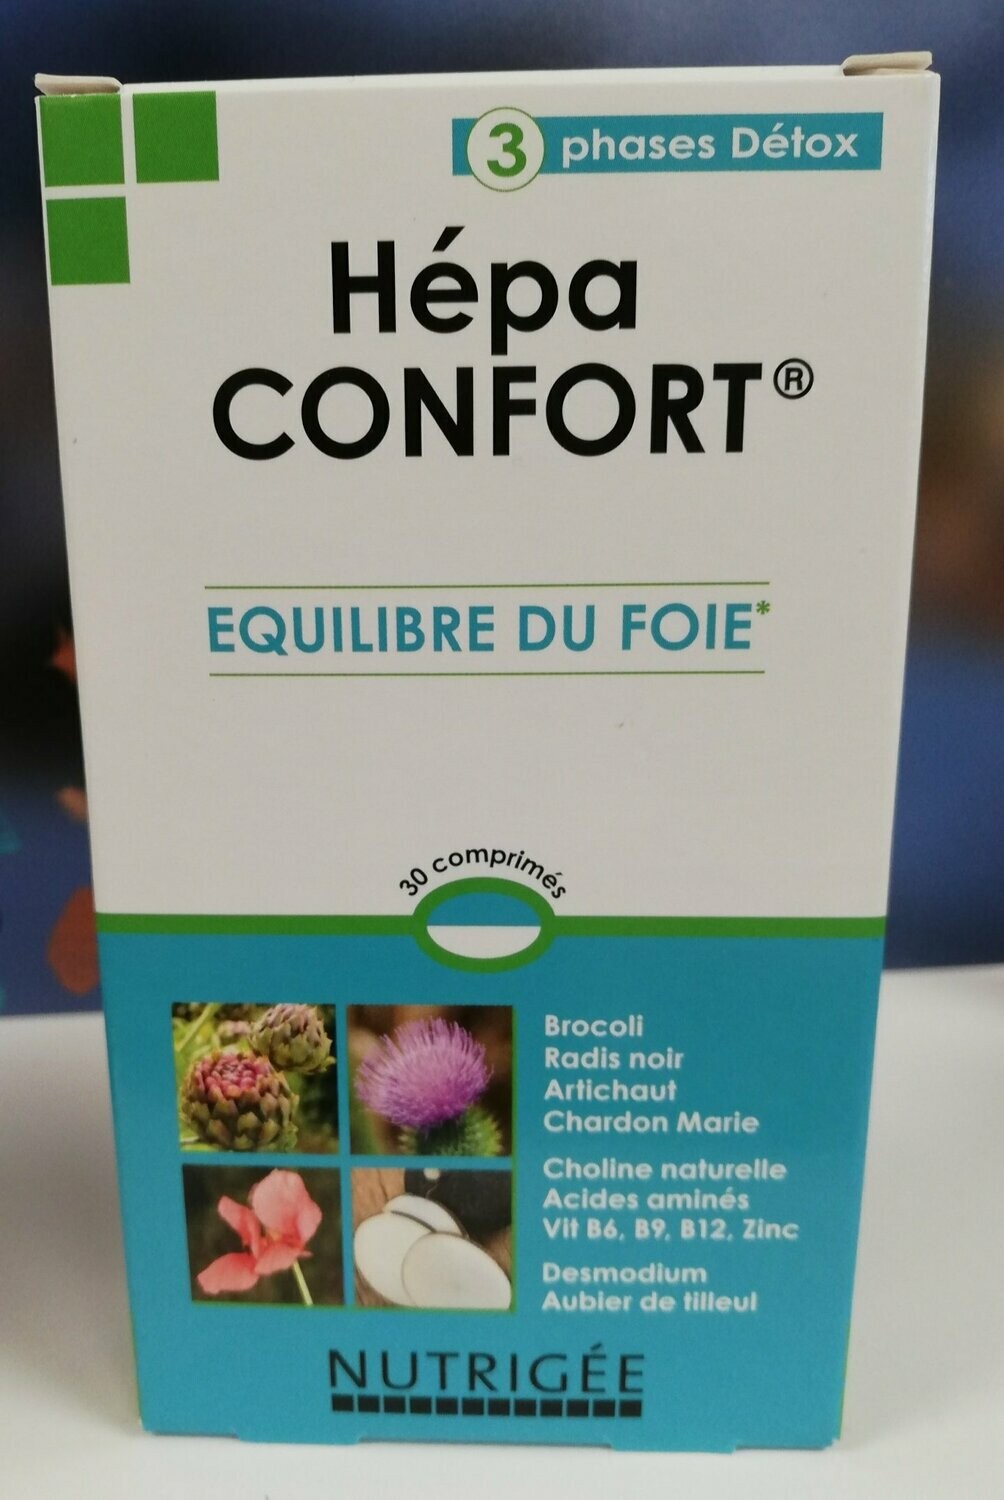 3 phases Détox
Hépa
CONFORT®
EQUILIBRE DU FOIE*
30 comprimés
Brocoli
Radis noir
Artichaut
Chardon Marie
Choline naturelle
Acides aminés
Vit B6, B9, B12, Zinc
Desmodium
Aubier de tilleul
NUTRIGÉE